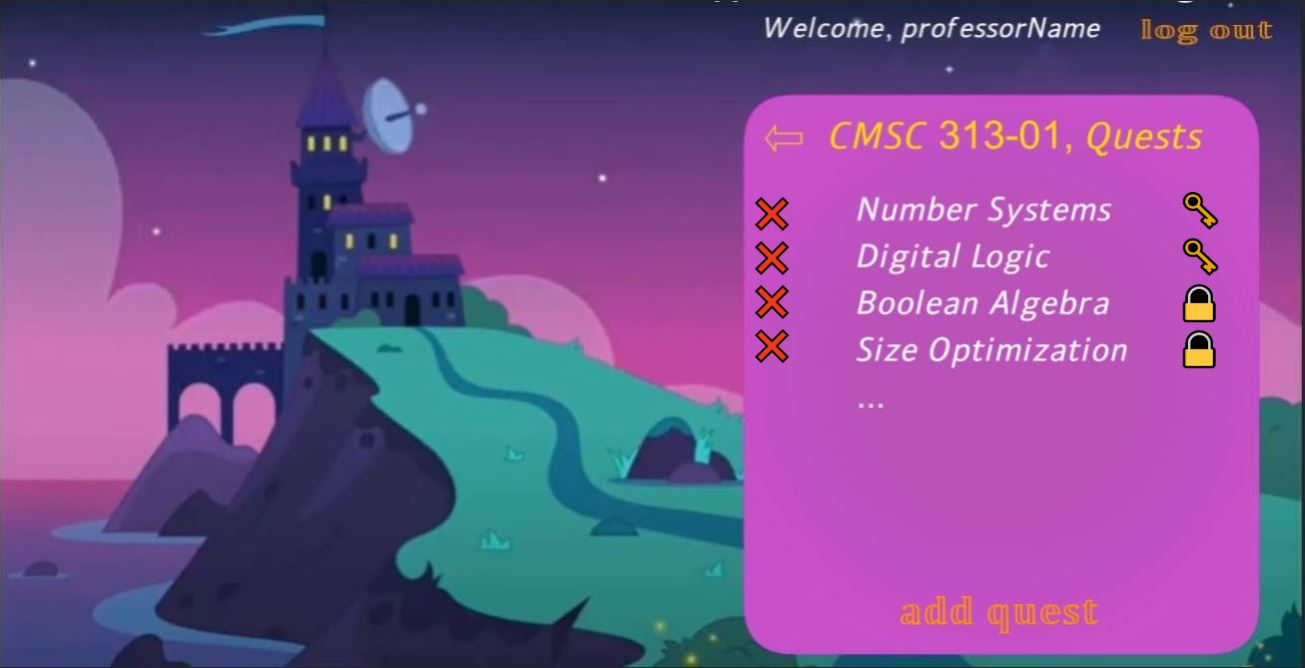 Welcome, professorName log out
CMSC 313-01, Quests
Number Systems
Digital Logic
Boolean Algebra
Size Optimization
...
add quest